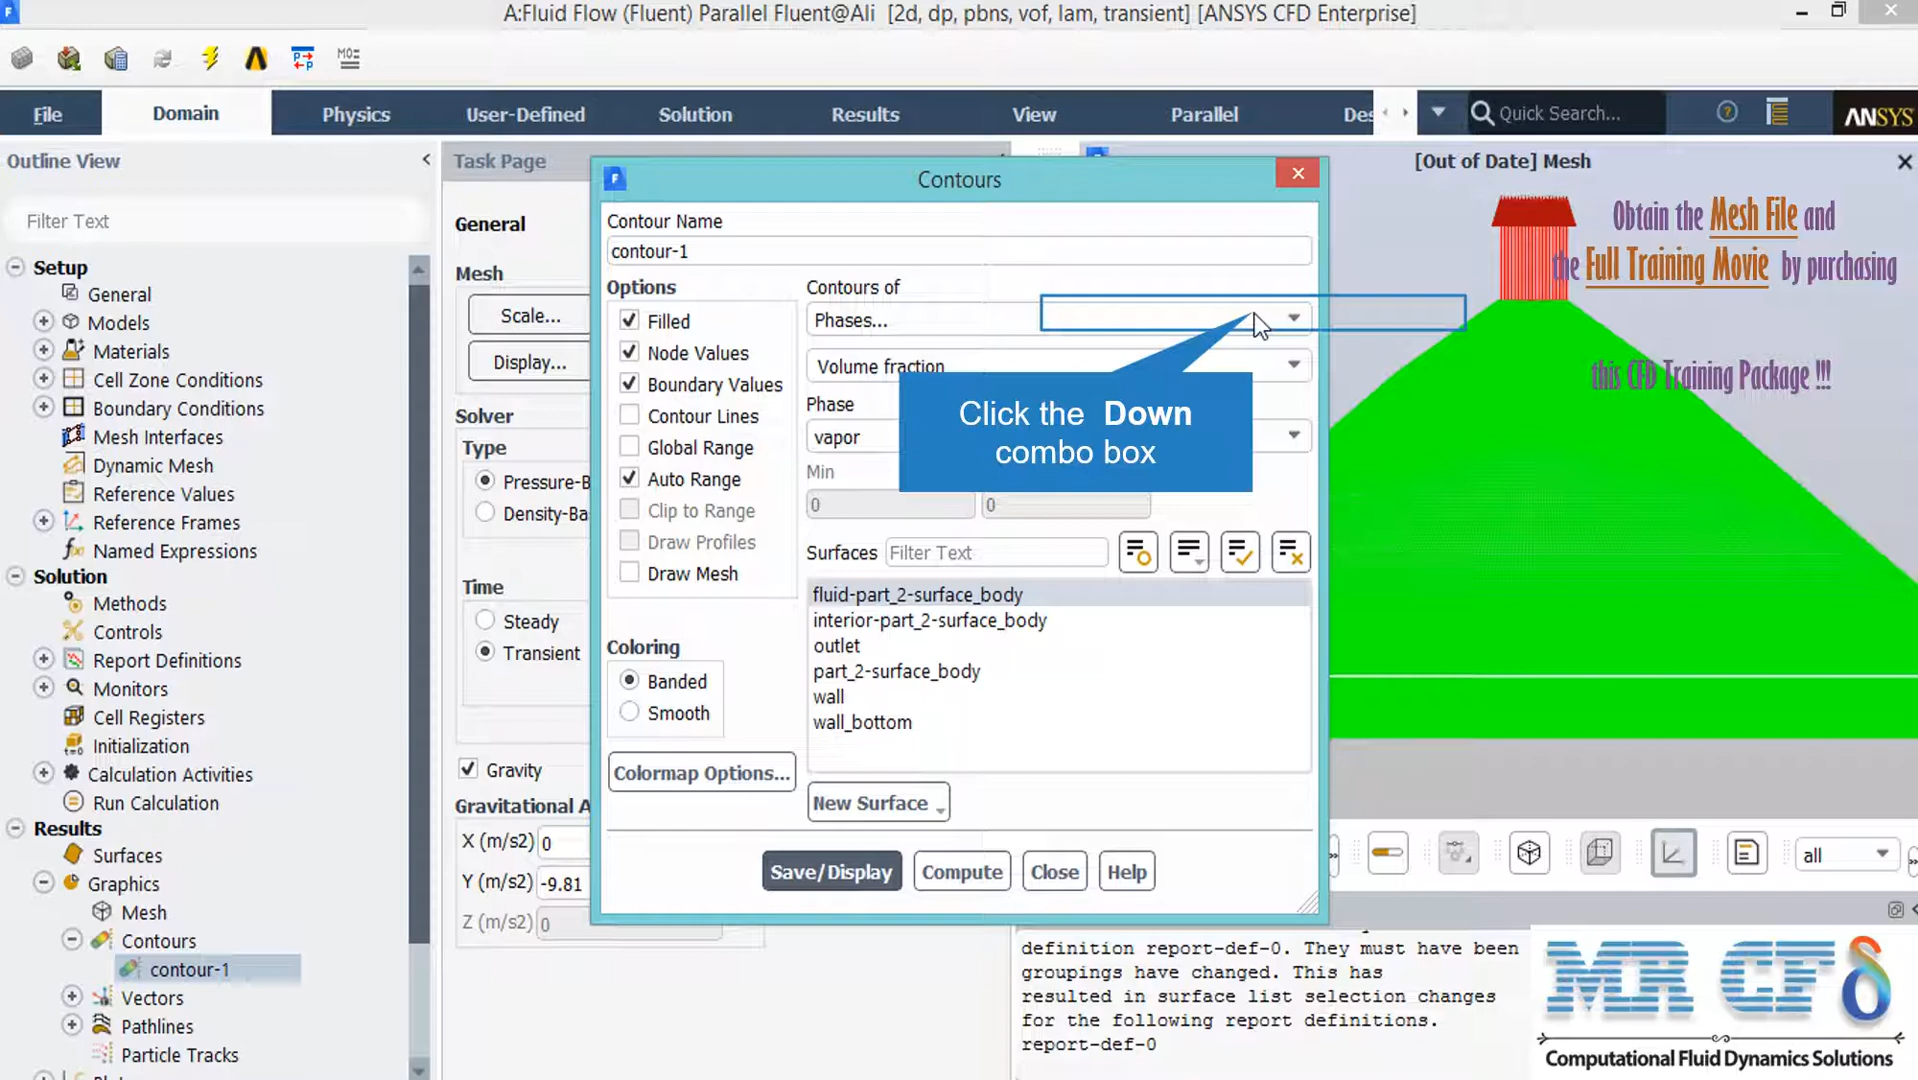 A:Fluid Flow (Fluent) Parallel Fluent@Ali [2d, dp, pbns, vof, lam, transient] [ANSYS CFD Enterprise]
File
Domain
Physics
User-Defined
Solution
Results
View
Parallel
Des
Quick Search...
ANSYS
Outline View
Filter Text
Setup
General
Models
Materials
Cell Zone Conditions
Boundary Conditions
Mesh Interfaces
Dynamic Mesh
Reference Values
Reference Frames
Named Expressions
Solution
Methods
Controls
Report Definitions
Monitors
Cell Registers
Initialization
Calculation Activities
Run Calculation
Results
Surfaces
Graphics
Mesh
Contours
contour-1
Vectors
Pathlines
Particle Tracks
Task Page
General
Mesh
Scale...
Display...
Solver
Type
Pressure-B
Density-Ba
Time
Steady
Transient
Gravity
Gravitational A
X (m/s2) 0
Y (m/s2) -9.81
Z (m/s2) 0
Contours
Contour Name
contour-1
Options
Filled
Node Values
Boundary Values
Contour Lines
Global Range
Auto Range
Clip to Range
Draw Profiles
Draw Mesh
Coloring
Banded
Smooth
Colormap Options...
Contours of
Phases...
Volume fraction
Phase
vapor
Min
0
0
Click the Down
combo box
Surfaces
Filter Text
fluid-part_2-surface_body
interior-part_2-surface_body
outlet
part_2-surface_body
wall
wall_bottom
New Surface
Save/Display
Compute
Close
Help
[Out of Date] Mesh
Obtain the Mesh File and
the Full Training Movie by purchasing
this CFD Training Package !!!
all
definition report-def-0. They must have been
groupings have changed. This has
resulted in surface list selection changes
for the following report definitions.
report-def-0
MR CFD
Computational Fluid Dynamics Solutions